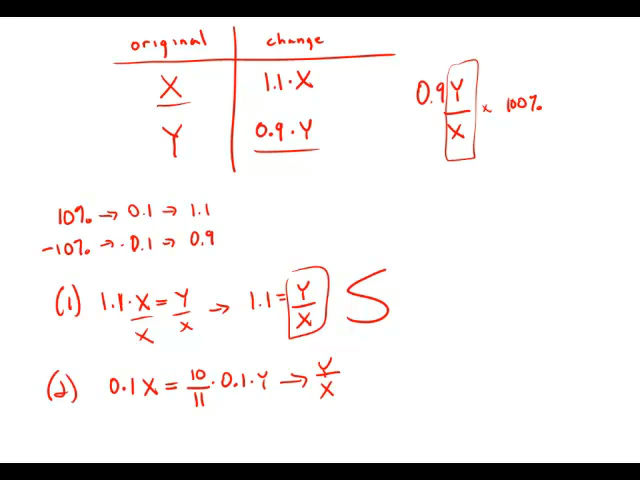 original change
X 1.1·X
Y 0.9·Y
0.9 Y/X × 100%
10% → 0.1 → 1.1
-10% → -0.1 → 0.9
(1) 1.1·X/X = Y/X → 1.1 = Y/X S
(2) 0.1X = 10/11 · 0.1·Y → Y/X